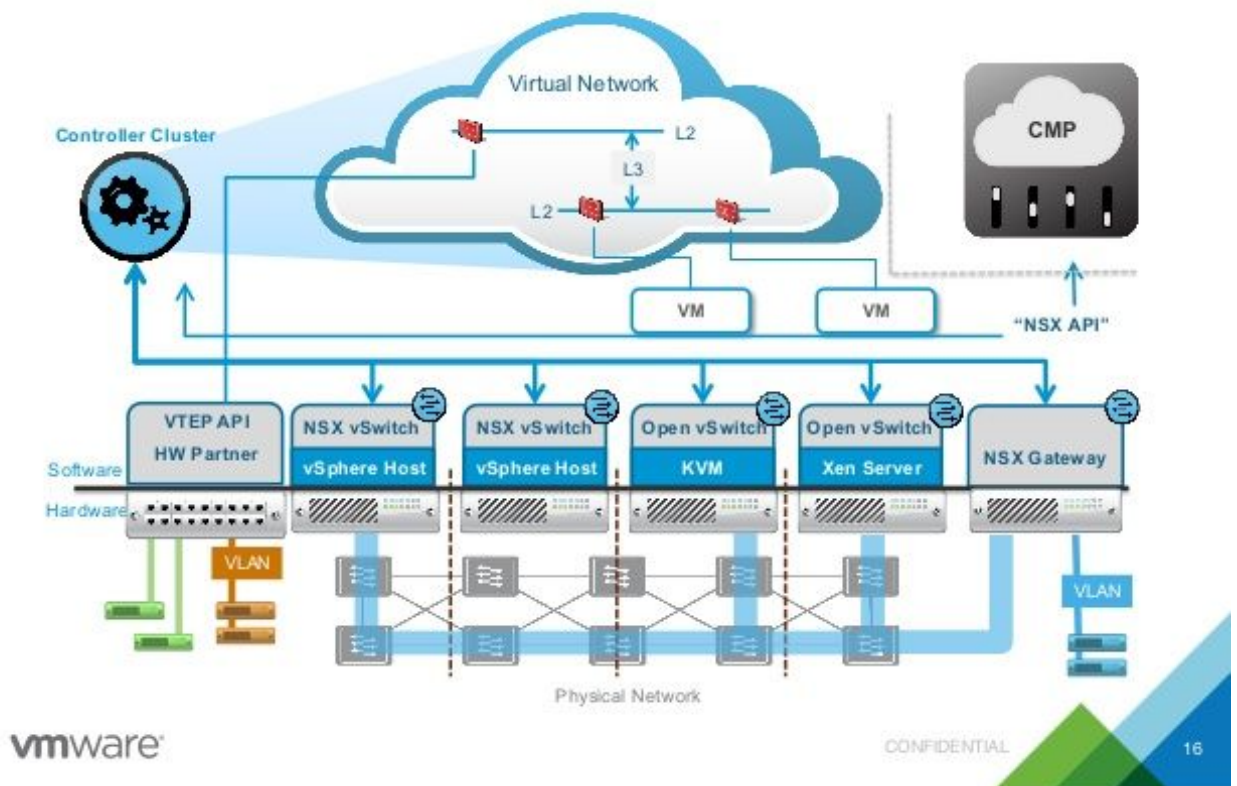 Virtual Network
Controller Cluster
CMP
L2
L3
L2
VM
VM
“NSX API”
VTEP API
HW Partner
NSX vSwitch
vSphere Host
NSX vSwitch
vSphere Host
Open vSwitch
KVM
Open vSwitch
Xen Server
NSX Gateway
Software
Hardware
VLAN
VLAN
Physical Network
vmware
CONFIDENTIAL
16